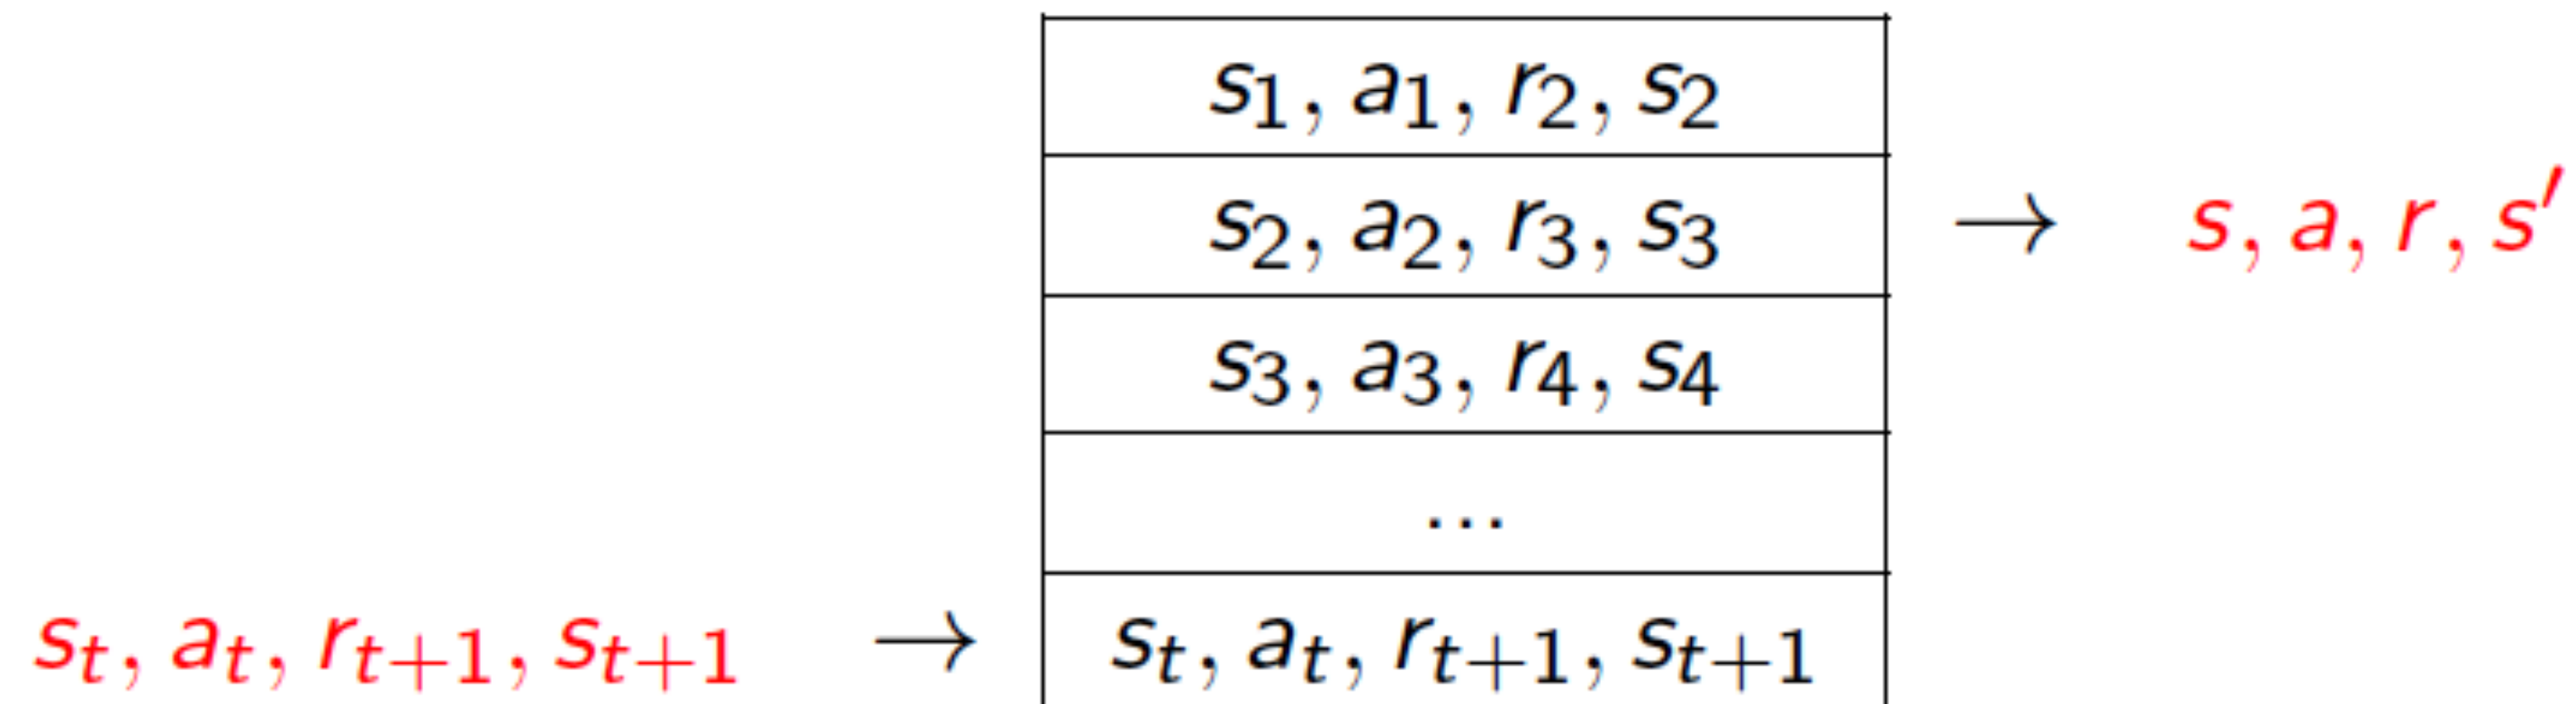 s₁, a₁, r₂, s₂
s₂, a₂, r₃, s₃ → s, a, r, s′
s₃, a₃, r₄, s₄
...
sₜ, aₜ, rₜ₊₁, sₜ₊₁ → sₜ, aₜ, rₜ₊₁, sₜ₊₁